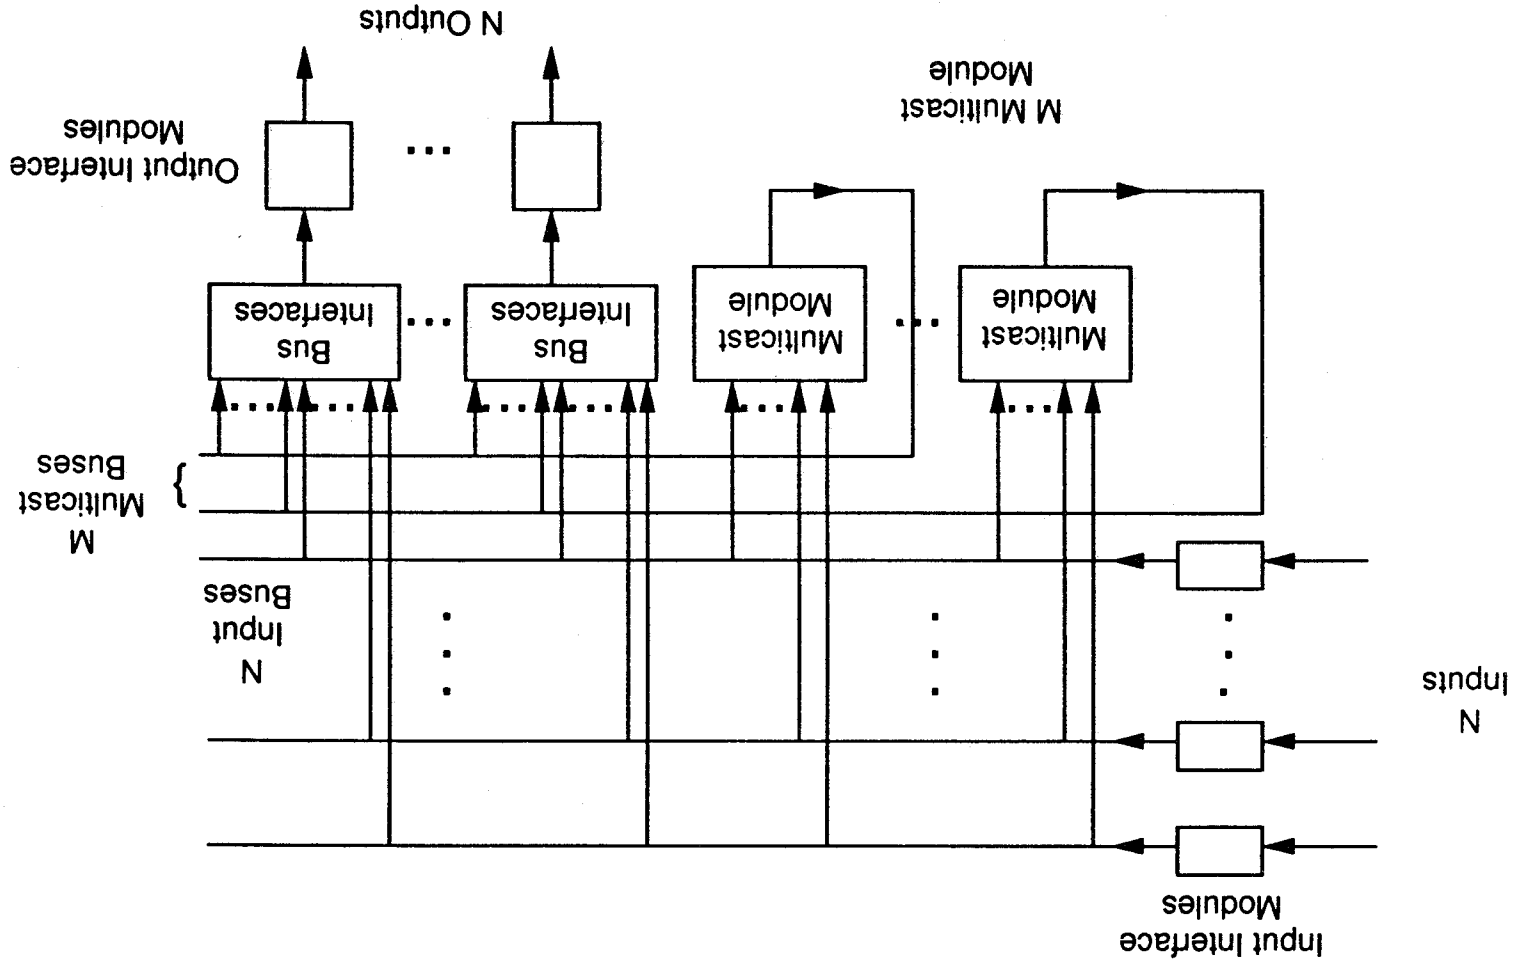 Input Interface
Modules
N
Inputs
N
Input
Buses
M
Multicast
Buses
}
Multicast
Module
Multicast
Module
Bus
Interfaces
Bus
Interfaces
M Multicast
Module
Output Interface
Modules
N Outputs